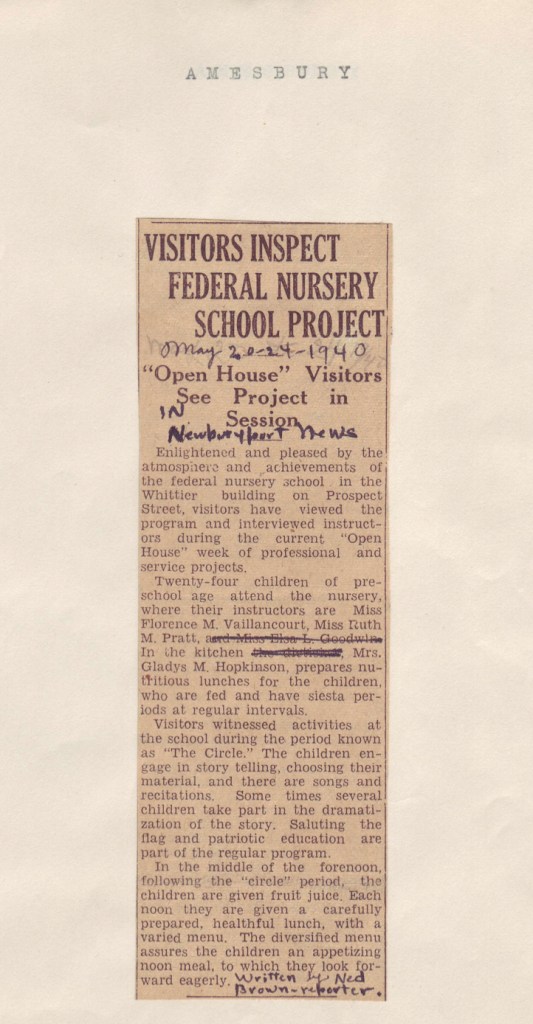 AMESBURY
VISITORS INSPECT
FEDERAL NURSERY
SCHOOL PROJECT
May 20-24-1940
"Open House" Visitors
See Project in
Session
IN
Newburyport News
Enlightened and pleased by the
atmosphere and achievements of
the federal nursery school in the
Whittier building on Prospect
Street, visitors have viewed the
program and interviewed instruct-
ors during the current "Open
House" week of professional and
service projects.
Twenty-four children of pre-
school age attend the nursery,
where their instructors are Miss
Florence M. Vaillancourt, Miss Ruth
M. Pratt, and Miss Elsa L. Goodwin.
In the kitchen the dietician, Mrs.
Gladys M. Hopkinson, prepares nu-
tritious lunches for the children,
who are fed and have siesta per-
iods at regular intervals.
Visitors witnessed activities at
the school during the period known
as "The Circle." The children en-
gage in story telling, choosing their
material, and there are songs and
recitations. Some times several
children take part in the dramati-
zation of the story. Saluting the
flag and patriotic education are
part of the regular program.
In the middle of the forenoon,
following the "circle" period, the
children are given fruit juice. Each
noon they are given a carefully
prepared, healthful lunch, with a
varied menu. The diversified menu
assures the children an appetizing
noon meal, to which they look for-
ward eagerly. Written by Ned
Brown-reporter.